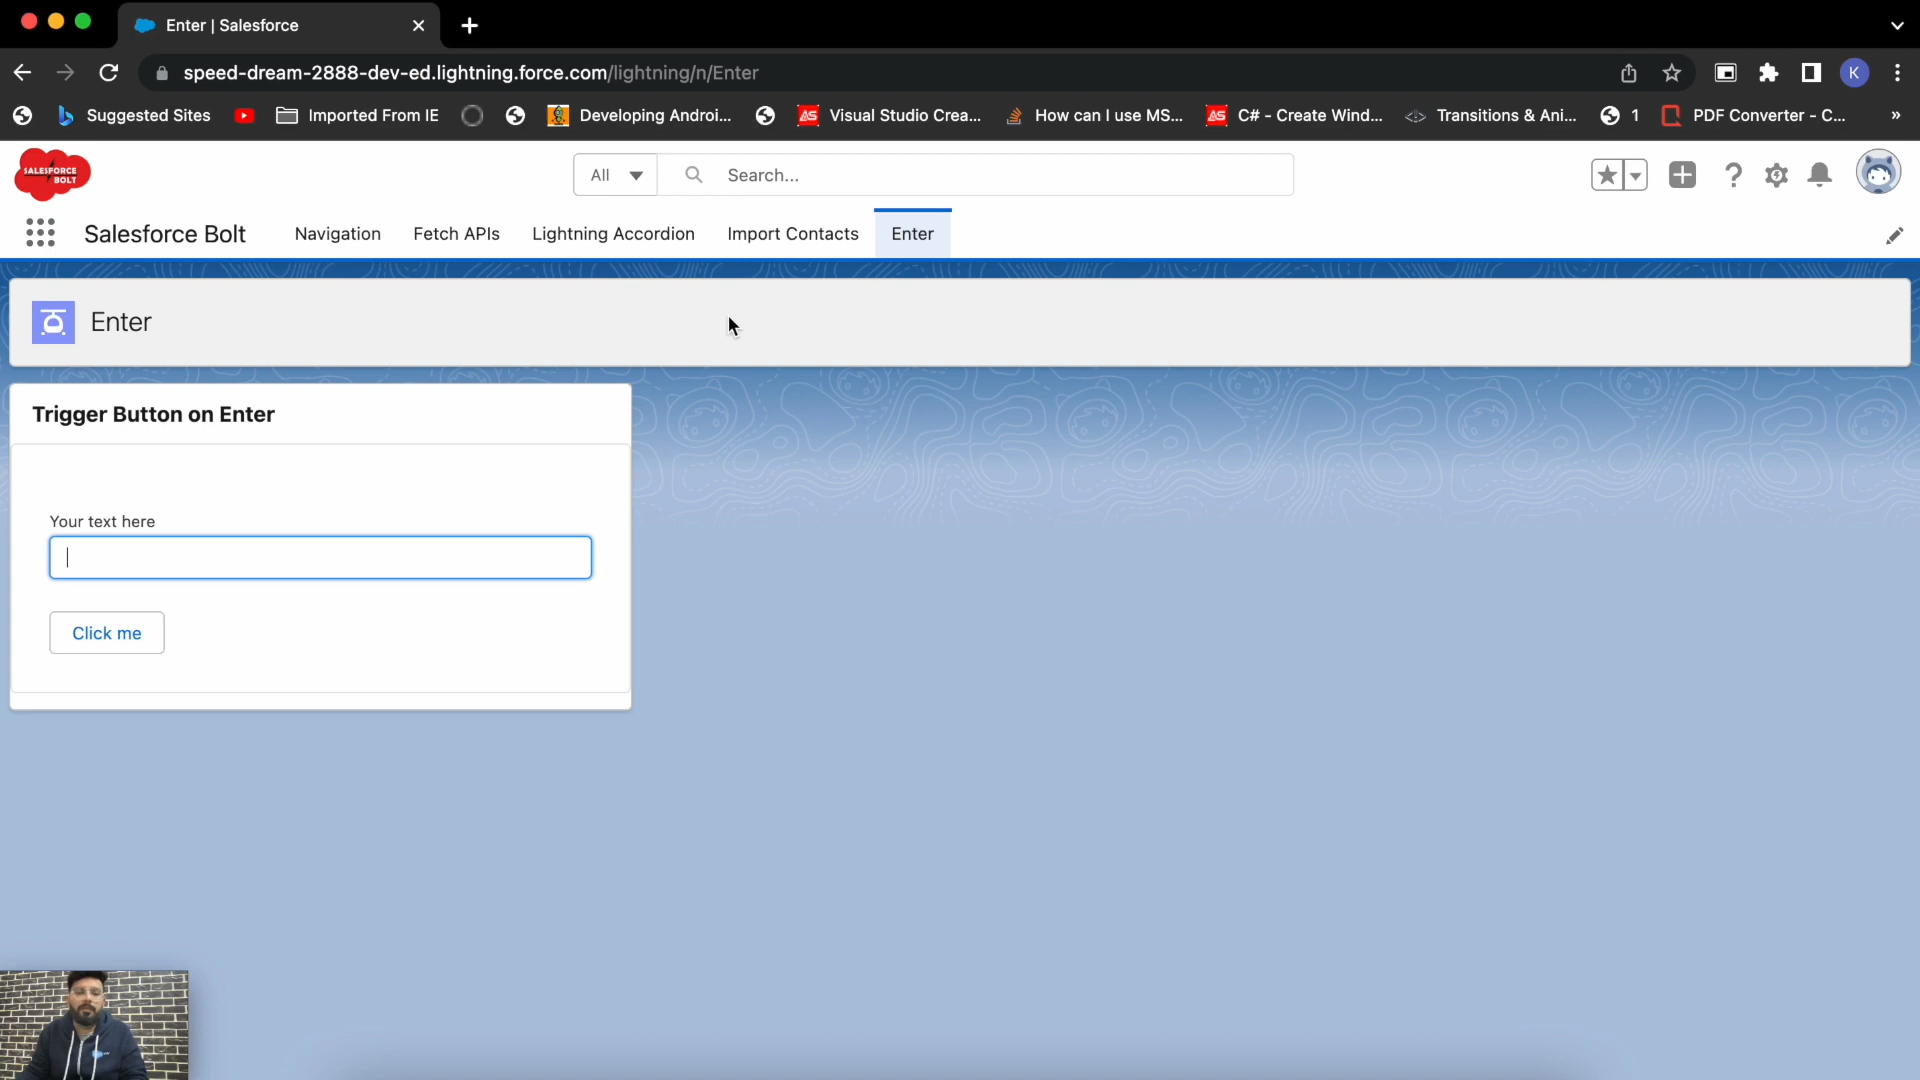 Enter | Salesforce
speed-dream-2888-dev-ed.lightning.force.com/lightning/n/Enter
K
Suggested Sites
Imported From IE
Developing Androi...
Visual Studio Crea...
How can I use MS...
C# - Create Wind...
Transitions & Ani...
1
PDF Converter - C...
»
SALESFORCE
BOLT
All
Search...
Salesforce Bolt
Navigation
Fetch APIs
Lightning Accordion
Import Contacts
Enter
Enter
Trigger Button on Enter
Your text here
Click me